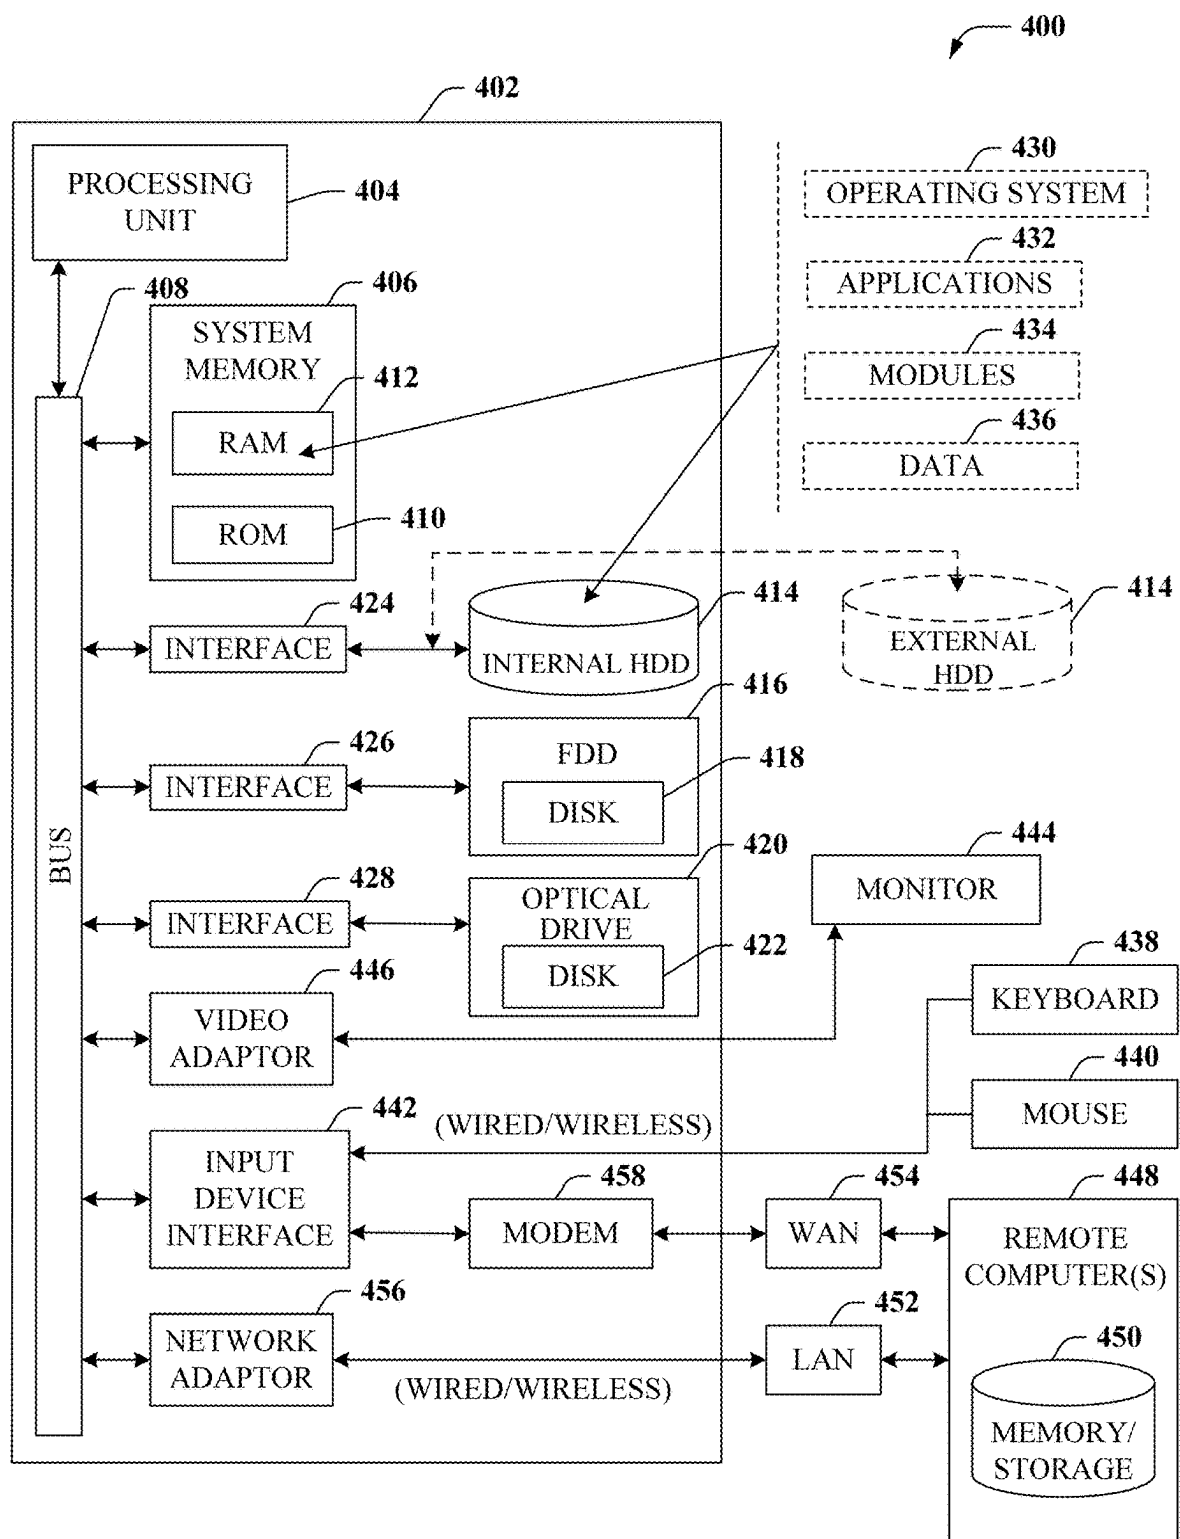 400
402
PROCESSING
UNIT
404
430
OPERATING SYSTEM
432
APPLICATIONS
434
MODULES
436
DATA
408
406
SYSTEM
MEMORY
412
RAM
410
ROM
424
INTERFACE
414
INTERNAL HDD
414
EXTERNAL
HDD
416
426
INTERFACE
FDD
418
DISK
BUS
420
428
INTERFACE
OPTICAL
DRIVE
422
DISK
444
MONITOR
438
KEYBOARD
446
VIDEO
ADAPTOR
440
MOUSE
442
(WIRED/WIRELESS)
INPUT
DEVICE
INTERFACE
458
MODEM
454
WAN
448
REMOTE
COMPUTER(S)
456
NETWORK
ADAPTOR
(WIRED/WIRELESS)
452
LAN
450
MEMORY/
STORAGE